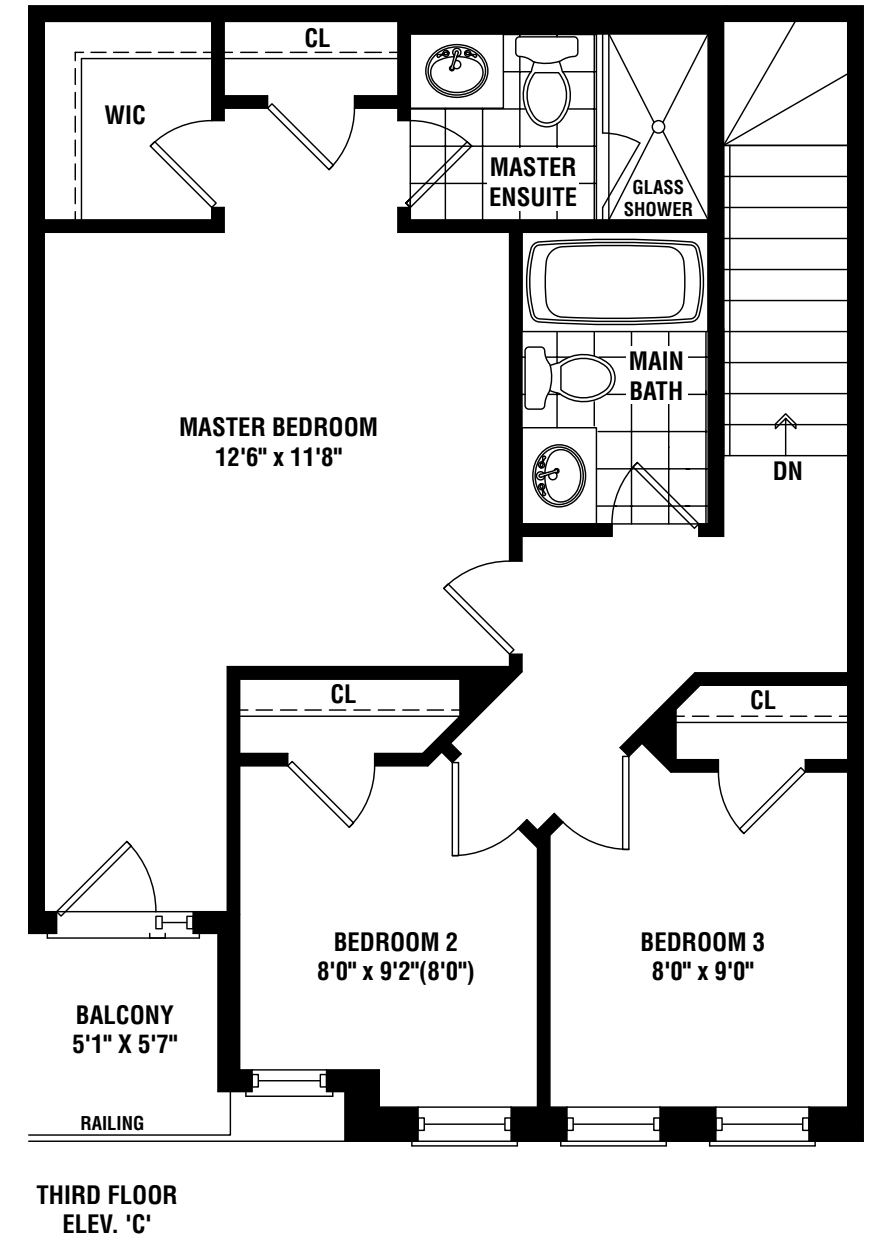 CL
WIC
MASTER
ENSUITE
GLASS
SHOWER
MAIN
BATH
MASTER BEDROOM
12'6" x 11'8"
DN
CL
CL
BEDROOM 2
8'0" x 9'2"(8'0")
BEDROOM 3
8'0" x 9'0"
BALCONY
5'1" X 5'7"
RAILING
THIRD FLOOR
ELEV. 'C'